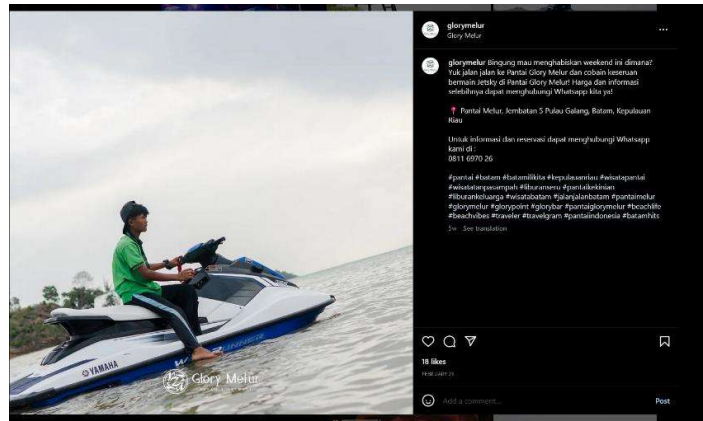 glorymelur
Glory Melur
glorymelur Bingung mau menghabiskan weekend ini dimana?
Yuk jalan jalan ke Pantai Glory Melur dan cobain keseruan
bermain Jetsky di Pantai Glory Melur! Harga dan informasi
selebihnya dapat menghubungi Whatsapp kita ya!
Pantai Melur, Jembatan 5 Pulau Galang, Batam, Kepulauan
Riau
Untuk informasi dan reservasi dapat menghubungi Whatsapp
kami di :
0811 6970 26
#pantai #batam #batamilikita #kepulauanriau #wisatapantai
#wisatatanpasampah #liburanseru #pantaikekinian
#liburankeluarga #wisatabatam #jalanjalanbatam #pantaimelur
#glorymelur #glorypoint #glorybar #pantaiglorymelur #beachlife
#beachvibes #traveler #travelgram #pantaiindonesia #batamhits
5w See translation
YAMAHA
Glory Melur
18 likes
Add a comment...
Post